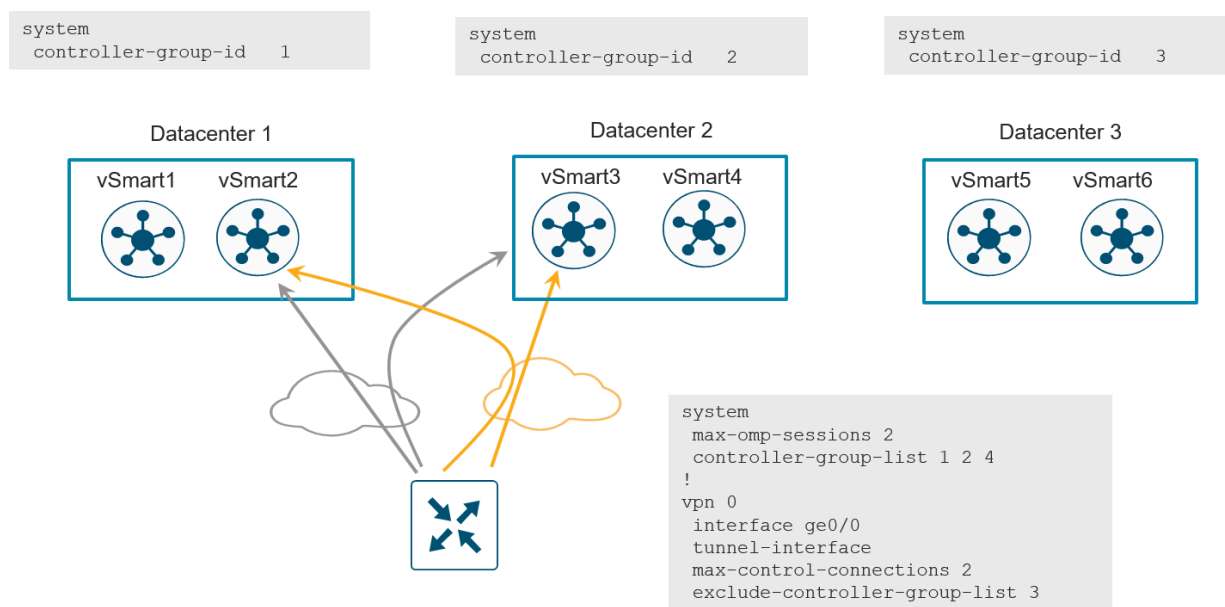 system
controller-group-id 1
system
controller-group-id 2
system
controller-group-id 3
Datacenter 1
Datacenter 2
Datacenter 3
vSmart1 vSmart2
vSmart3 vSmart4
vSmart5 vSmart6
system
max-omp-sessions 2
controller-group-list 1 2 4
!
vpn 0
interface ge0/0
tunnel-interface
max-control-connections 2
exclude-controller-group-list 3